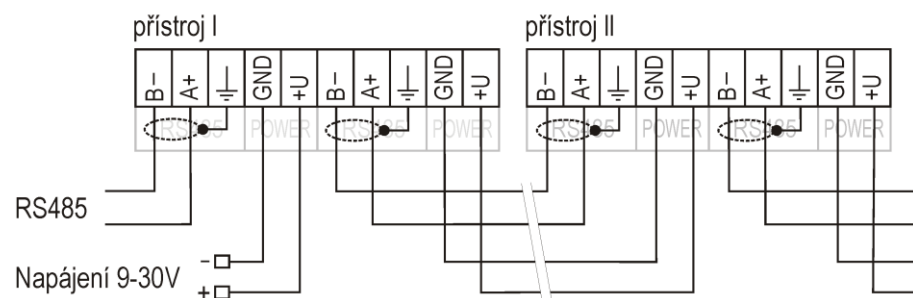 přístroj I
přístroj II
B− A+ GND +U B− A+ GND +U
B− A+ GND +U B− A+ GND +U
RS485 POWER RS485 POWER
RS485 POWER RS485 POWER
RS485
Napájení 9-30V
−
+